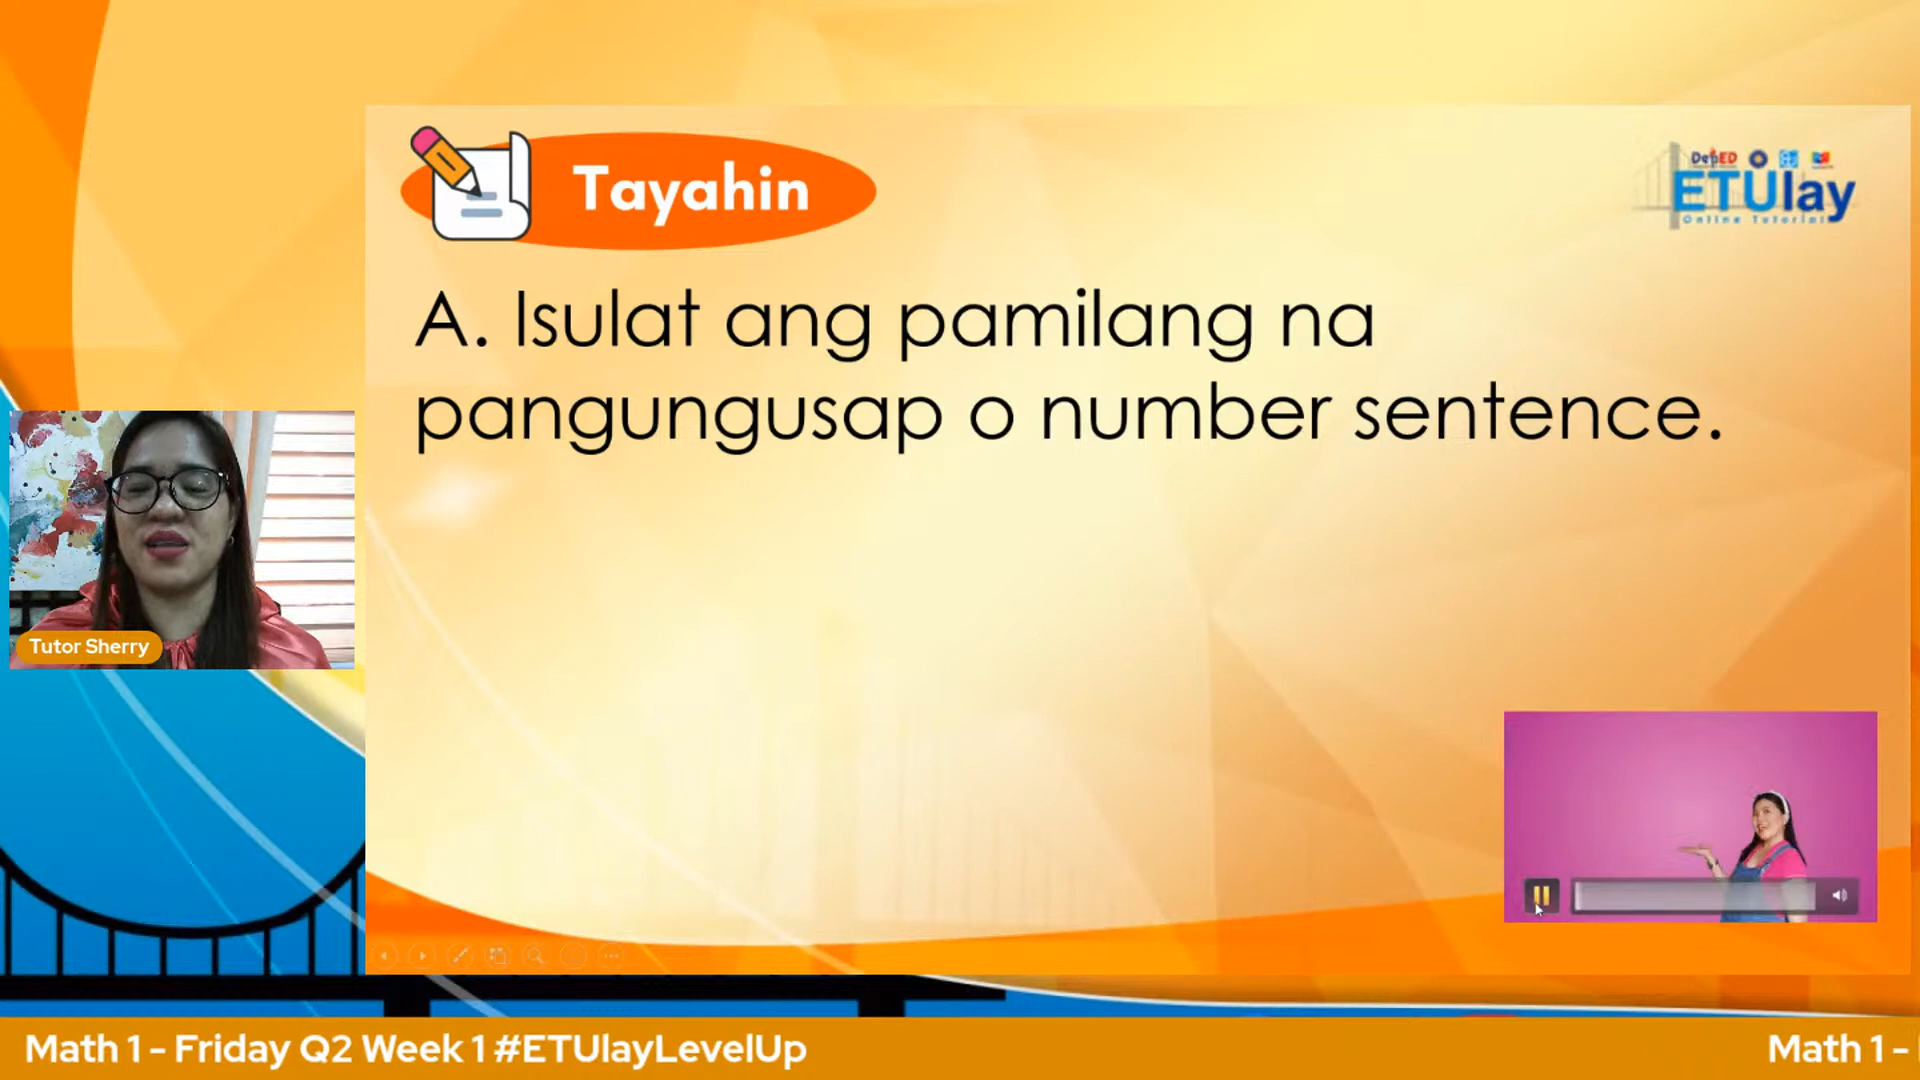 Tayahin
DepED
ETUlay
Online Tutorial
A. Isulat ang pamilang na
pangungusap o number sentence.
Tutor Sherry
Math 1 - Friday Q2 Week 1 #ETUlayLevelUp
Math 1 -